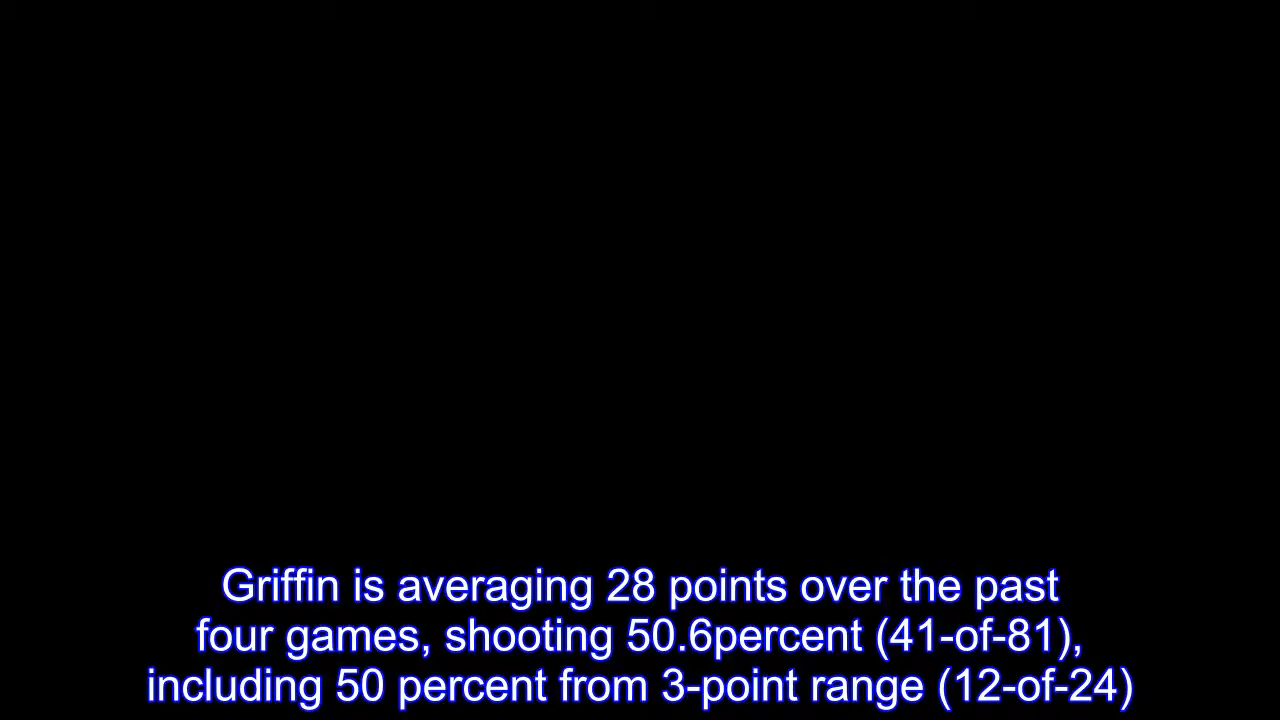 Griffin is averaging 28 points over the past
four games, shooting 50.6percent (41-of-81),
including 50 percent from 3-point range (12-of-24)